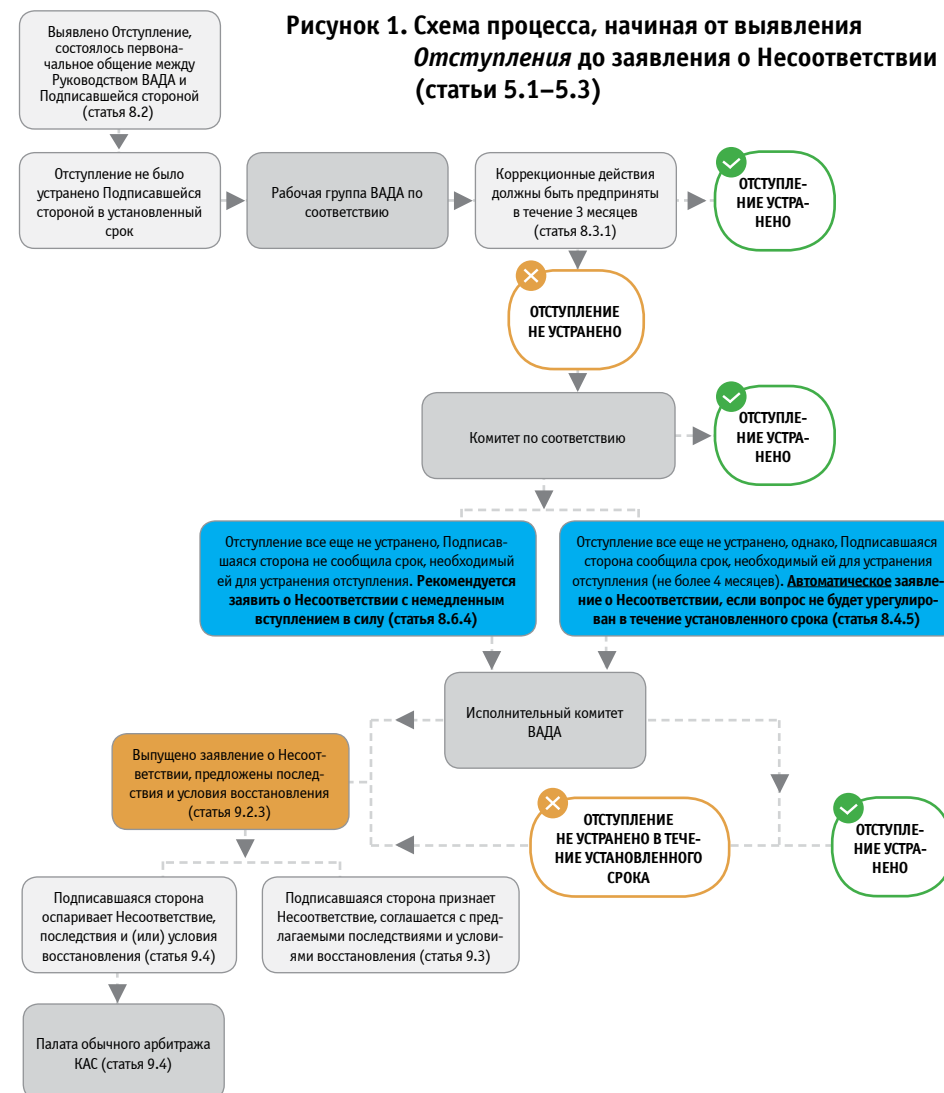 Рисунок 1. Схема процесса, начиная от выявления
Отступления до заявления о Несоответствии
(статьи 5.1–5.3)
Выявлено Отступление,
состоялось первона-
чальное общение между
Руководством ВАДА и
Подписавшейся стороной
(статья 8.2)
Отступление не было
устранено Подписавшейся
стороной в установленный
срок
Рабочая группа ВАДА по
соответствию
Коррекционные действия
должны быть предприняты
в течение 3 месяцев
(статья 8.3.1)
ОТСТУПЛЕ-
НИЕ УСТРА-
НЕНО
ОТСТУПЛЕНИЕ
НЕ УСТРАНЕНО
Комитет по соответствию
ОТСТУПЛЕ-
НИЕ УСТРА-
НЕНО
Отступление все еще не устранено, Подписав-
шаяся сторона не сообщила срок, необходимый
ей для устранения отступления. Рекомендуется
заявить о Несоответствии с немедленным
вступлением в силу (статья 8.6.4)
Отступление все еще не устранено, однако, Подписавшаяся
сторона сообщила срок, необходимый ей для устранения
отступления (не более 4 месяцев). Автоматическое заявле-
ние о Несоответствии, если вопрос не будет урегулиро-
ван в течение установленного срока (статья 8.4.5)
Исполнительный комитет
ВАДА
Выпущено заявление о Несоот-
ветствии, предложены послед-
ствия и условия восстановления
(статья 9.2.3)
ОТСТУПЛЕНИЕ
НЕ УСТРАНЕНО В ТЕЧЕ-
НИЕ УСТАНОВЛЕННОГО
СРОКА
ОТСТУПЛЕ-
НИЕ УСТРА-
НЕНО
Подписавшаяся сторона
оспаривает Несоответствие,
последствия и (или) условия
восстановления (статья 9.4)
Подписавшаяся сторона признает
Несоответствие, соглашается с пред-
лагаемыми последствиями и услови-
ями восстановления (статья 9.3)
Палата обычного арбитража
КАС (статья 9.4)